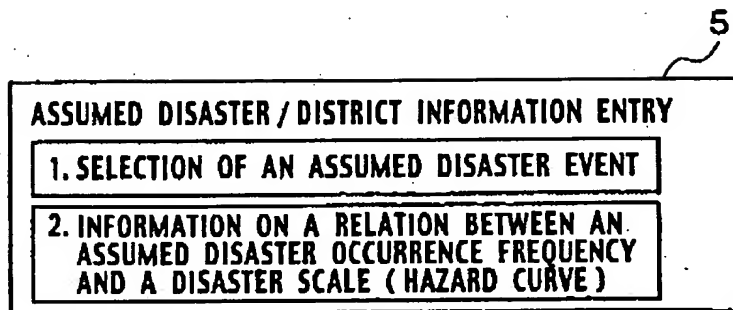 5
ASSUMED DISASTER / DISTRICT INFORMATION ENTRY
1. SELECTION OF AN ASSUMED DISASTER EVENT
2. INFORMATION ON A RELATION BETWEEN AN
ASSUMED DISASTER OCCURRENCE FREQUENCY
AND A DISASTER SCALE ( HAZARD CURVE )